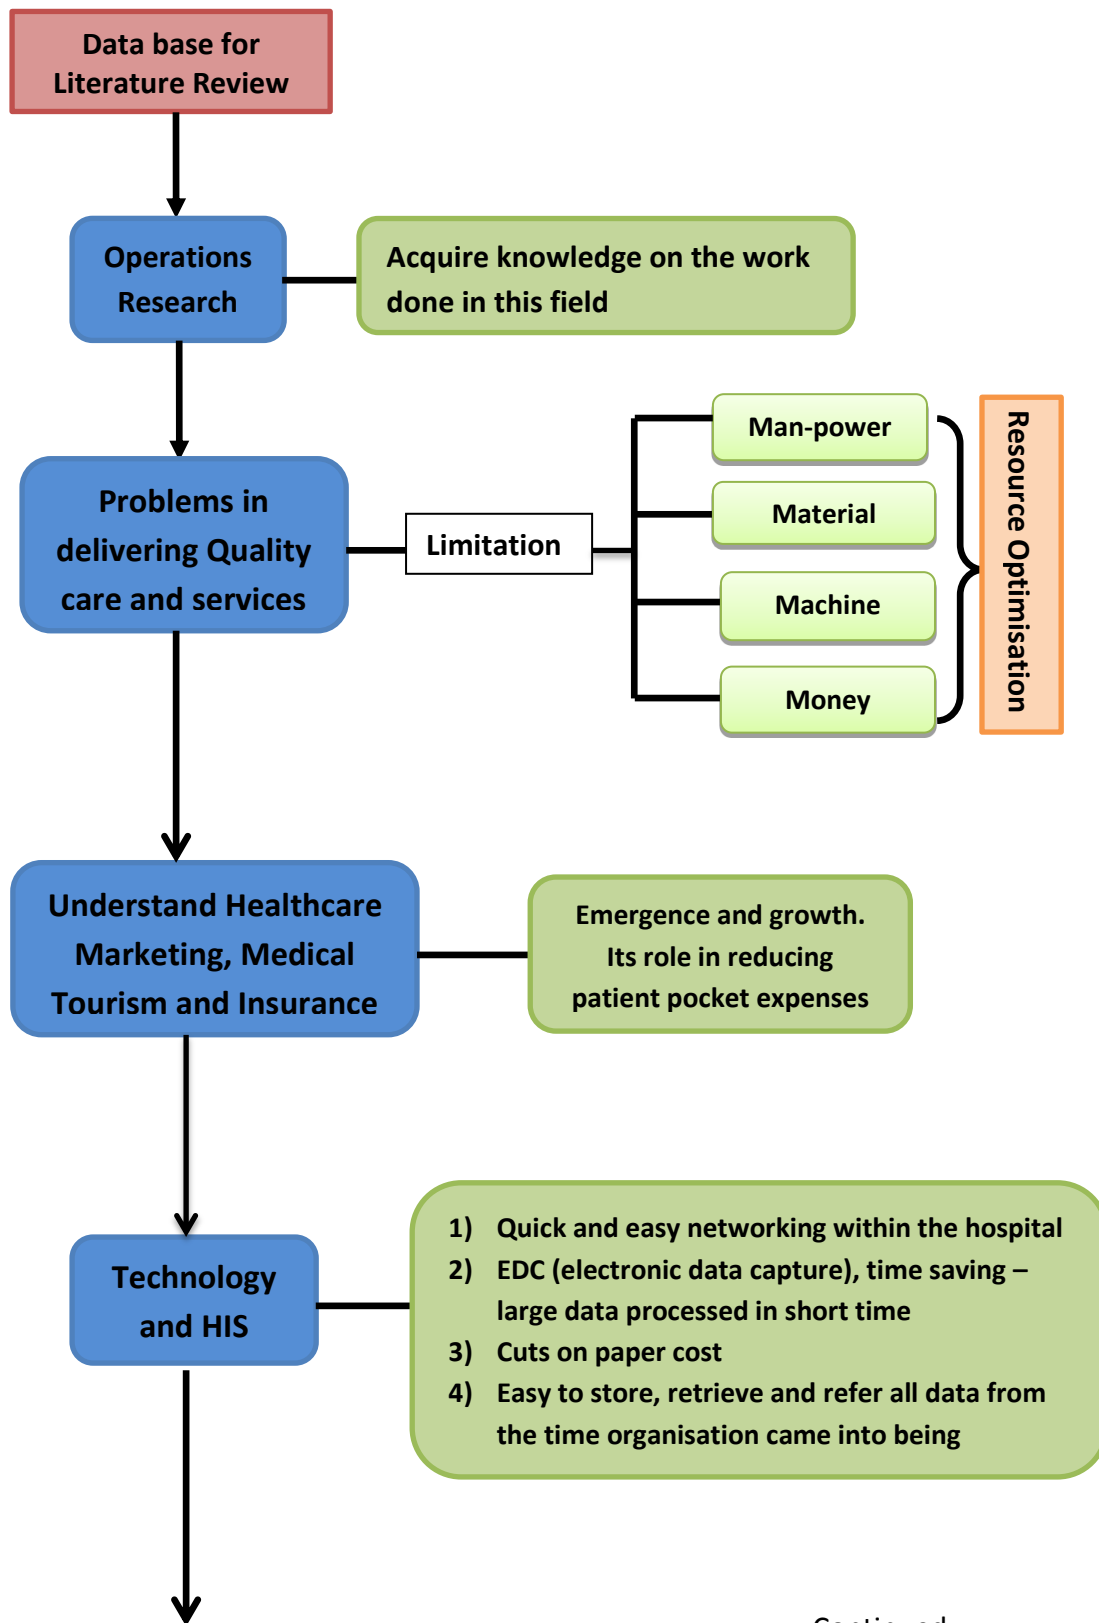 Data base for
Literature Review
Operations
Research
Acquire knowledge on the work
done in this field
Problems in
delivering Quality
care and services
Limitation
Man-power
Material
Machine
Money
Resource Optimisation
Understand Healthcare
Marketing, Medical
Tourism and Insurance
Emergence and growth.
Its role in reducing
patient pocket expenses
Technology
and HIS
1) Quick and easy networking within the hospital
2) EDC (electronic data capture), time saving –
large data processed in short time
3) Cuts on paper cost
4) Easy to store, retrieve and refer all data from
the time organisation came into being
Continued